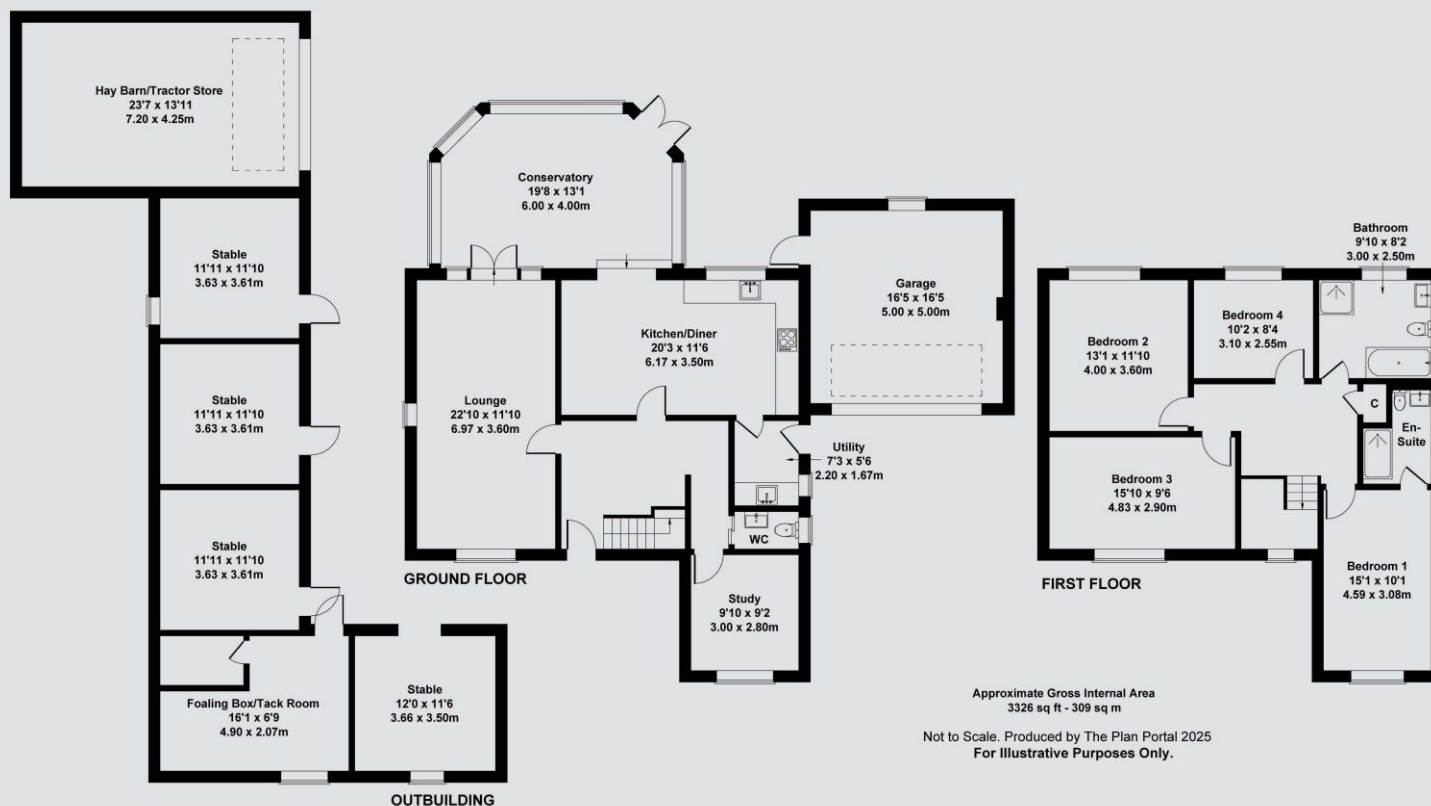 Hay Barn/Tractor Store
23'7 x 13'11
7.20 x 4.25m
Stable
11'11 x 11'10
3.63 x 3.61m
Stable
11'11 x 11'10
3.63 x 3.61m
Stable
11'11 x 11'10
3.63 x 3.61m
Foaling Box/Tack Room
16'1 x 6'9
4.90 x 2.07m
Stable
12'0 x 11'6
3.66 x 3.50m
OUTBUILDING
Conservatory
19'8 x 13'1
6.00 x 4.00m
Kitchen/Diner
20'3 x 11'6
6.17 x 3.50m
Lounge
22'10 x 11'10
6.97 x 3.60m
Garage
16'5 x 16'5
5.00 x 5.00m
Utility
7'3 x 5'6
2.20 x 1.67m
WC
Study
9'10 x 9'2
3.00 x 2.80m
GROUND FLOOR
Bathroom
9'10 x 8'2
3.00 x 2.50m
Bedroom 4
10'2 x 8'4
3.10 x 2.55m
Bedroom 2
13'1 x 11'10
4.00 x 3.60m
C
En-
Suite
Bedroom 3
15'10 x 9'6
4.83 x 2.90m
Bedroom 1
15'1 x 10'1
4.59 x 3.08m
FIRST FLOOR
Approximate Gross Internal Area
3326 sq ft - 309 sq m
Not to Scale. Produced by The Plan Portal 2025
For Illustrative Purposes Only.